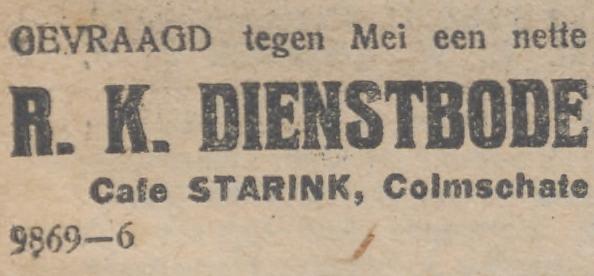 GEVRAAGD tegen Mei een nette
R. K. DIENSTBODE
Cafe STARINK, Colmschate
9869—6